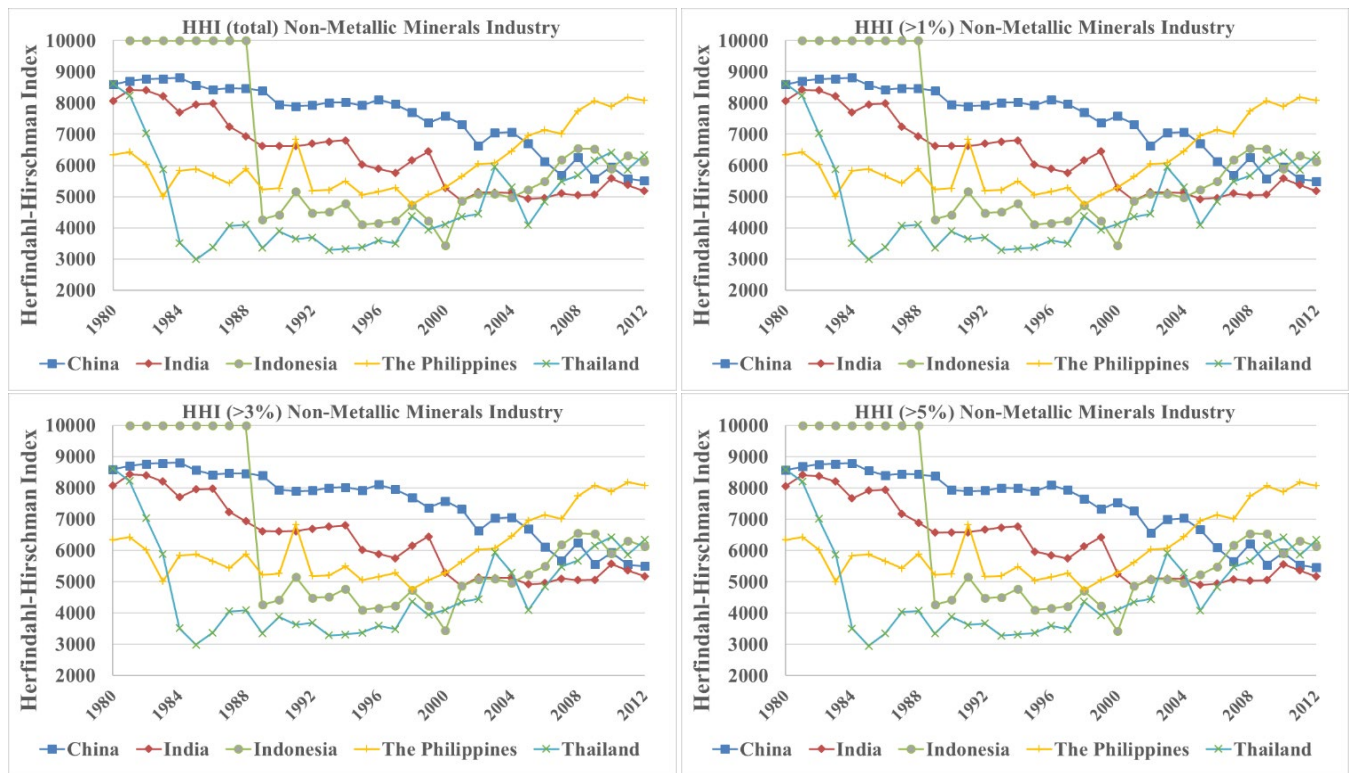 HHI (total) Non-Metallic Minerals Industry
Herfindahl-Hirschman Index
10000
9000
8000
7000
6000
5000
4000
3000
2000
1980 1984 1988 1992 1996 2000 2004 2008 2012
China India Indonesia The Philippines Thailand
HHI (>1%) Non-Metallic Minerals Industry
Herfindahl-Hirschman Index
10000
9000
8000
7000
6000
5000
4000
3000
2000
1980 1984 1988 1992 1996 2000 2004 2008 2012
China India Indonesia The Philippines Thailand
HHI (>3%) Non-Metallic Minerals Industry
Herfindahl-Hirschman Index
10000
9000
8000
7000
6000
5000
4000
3000
2000
1980 1984 1988 1992 1996 2000 2004 2008 2012
China India Indonesia The Philippines Thailand
HHI (>5%) Non-Metallic Minerals Industry
Herfindahl-Hirschman Index
10000
9000
8000
7000
6000
5000
4000
3000
2000
1980 1984 1988 1992 1996 2000 2004 2008 2012
China India Indonesia The Philippines Thailand